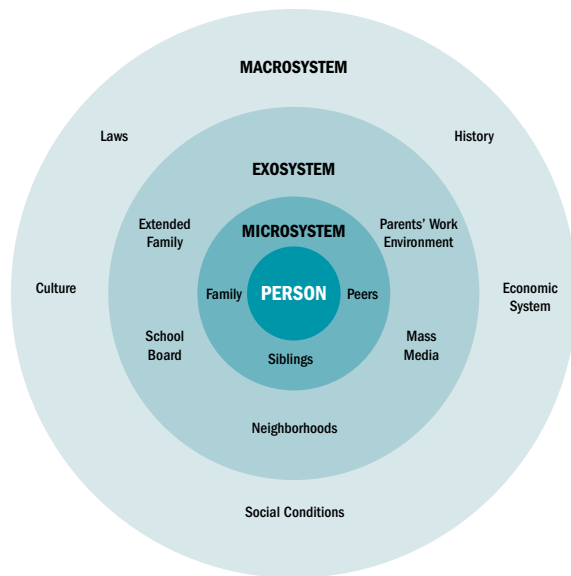 MACROSYSTEM
Laws
History
EXOSYSTEM
Extended
Family
Parents' Work
Environment
MICROSYSTEM
Culture
Family
PERSON
Peers
Economic
System
School
Board
Siblings
Mass
Media
Neighborhoods
Social Conditions